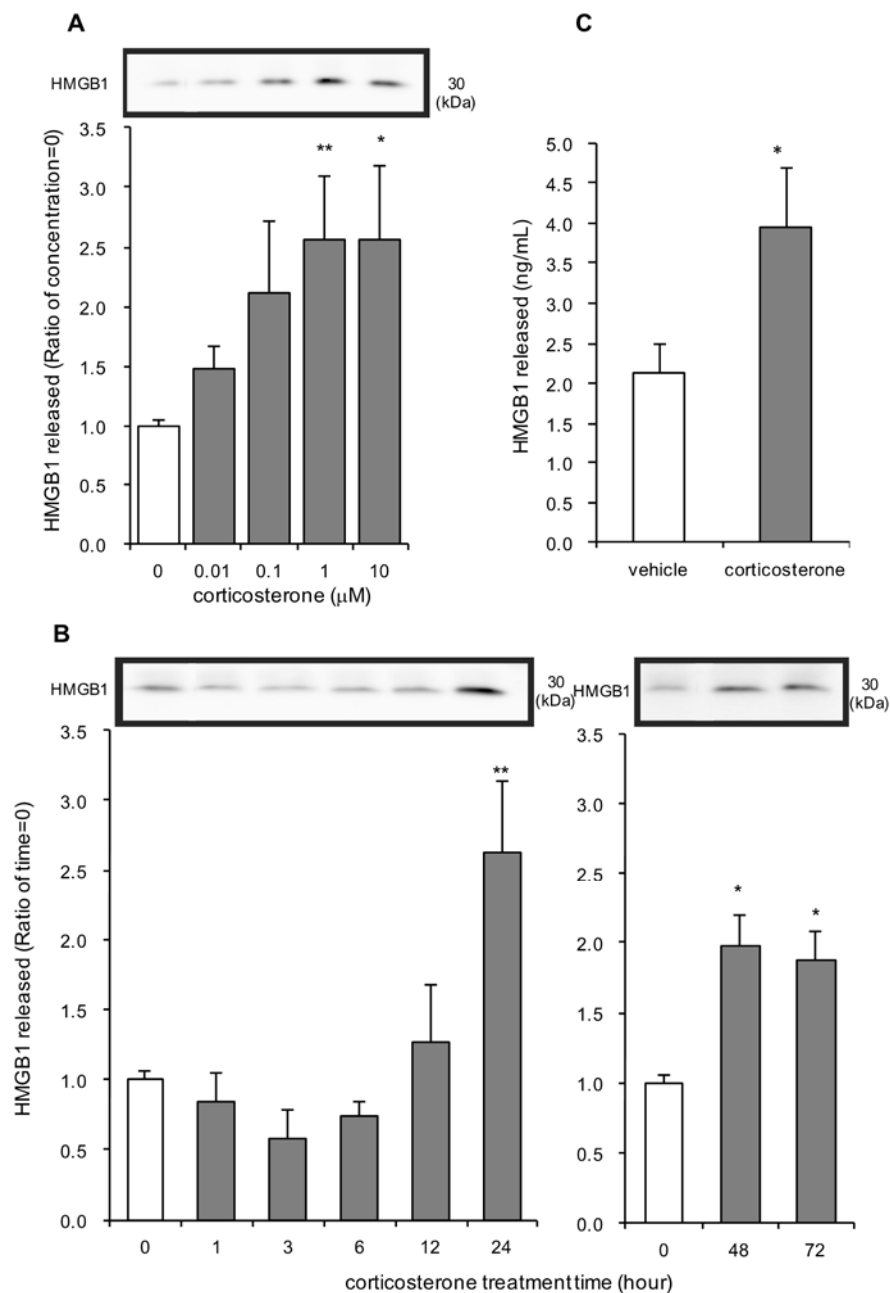 A
HMGB1
30
(kDa)
HMGB1 released (Ratio of concentration=0)
3.5
3.0
2.5
2.0
1.5
1.0
0.5
0.0
**
*
0 0.01 0.1 1 10
corticosterone (μM)
C
HMGB1 released (ng/mL)
5.0
4.5
4.0
3.5
3.0
2.5
2.0
1.5
1.0
0.5
0.0
*
vehicle corticosterone
B
HMGB1
30
(kDa)
HMGB1 released (Ratio of time=0)
3.5
3.0
2.5
2.0
1.5
1.0
0.5
0.0
**
0 1 3 6 12 24
HMGB1
30
(kDa)
3.5
3.0
2.5
2.0
1.5
1.0
0.5
0.0
*
*
0 48 72
corticosterone treatment time (hour)